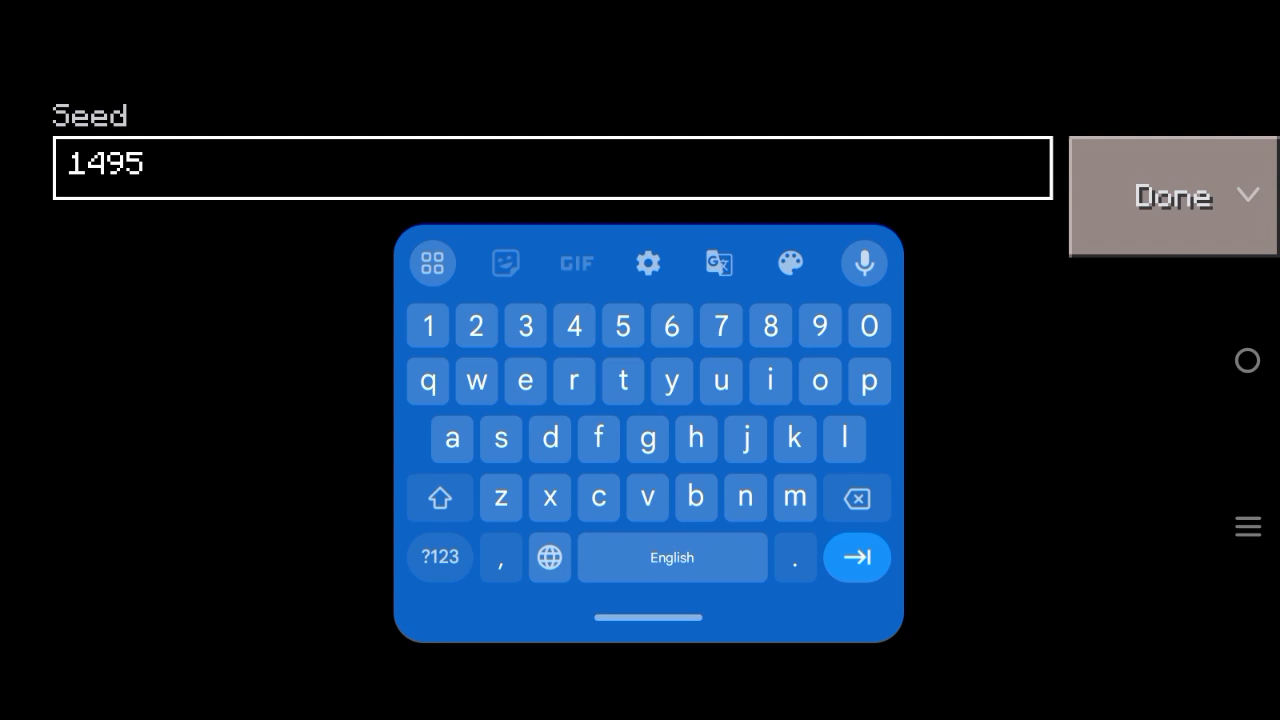 Seed
1495
Done
GIF
1 2 3 4 5 6 7 8 9 0
q w e r t y u i o p
a s d f g h j k l
z x c v b n m
?123 , English .